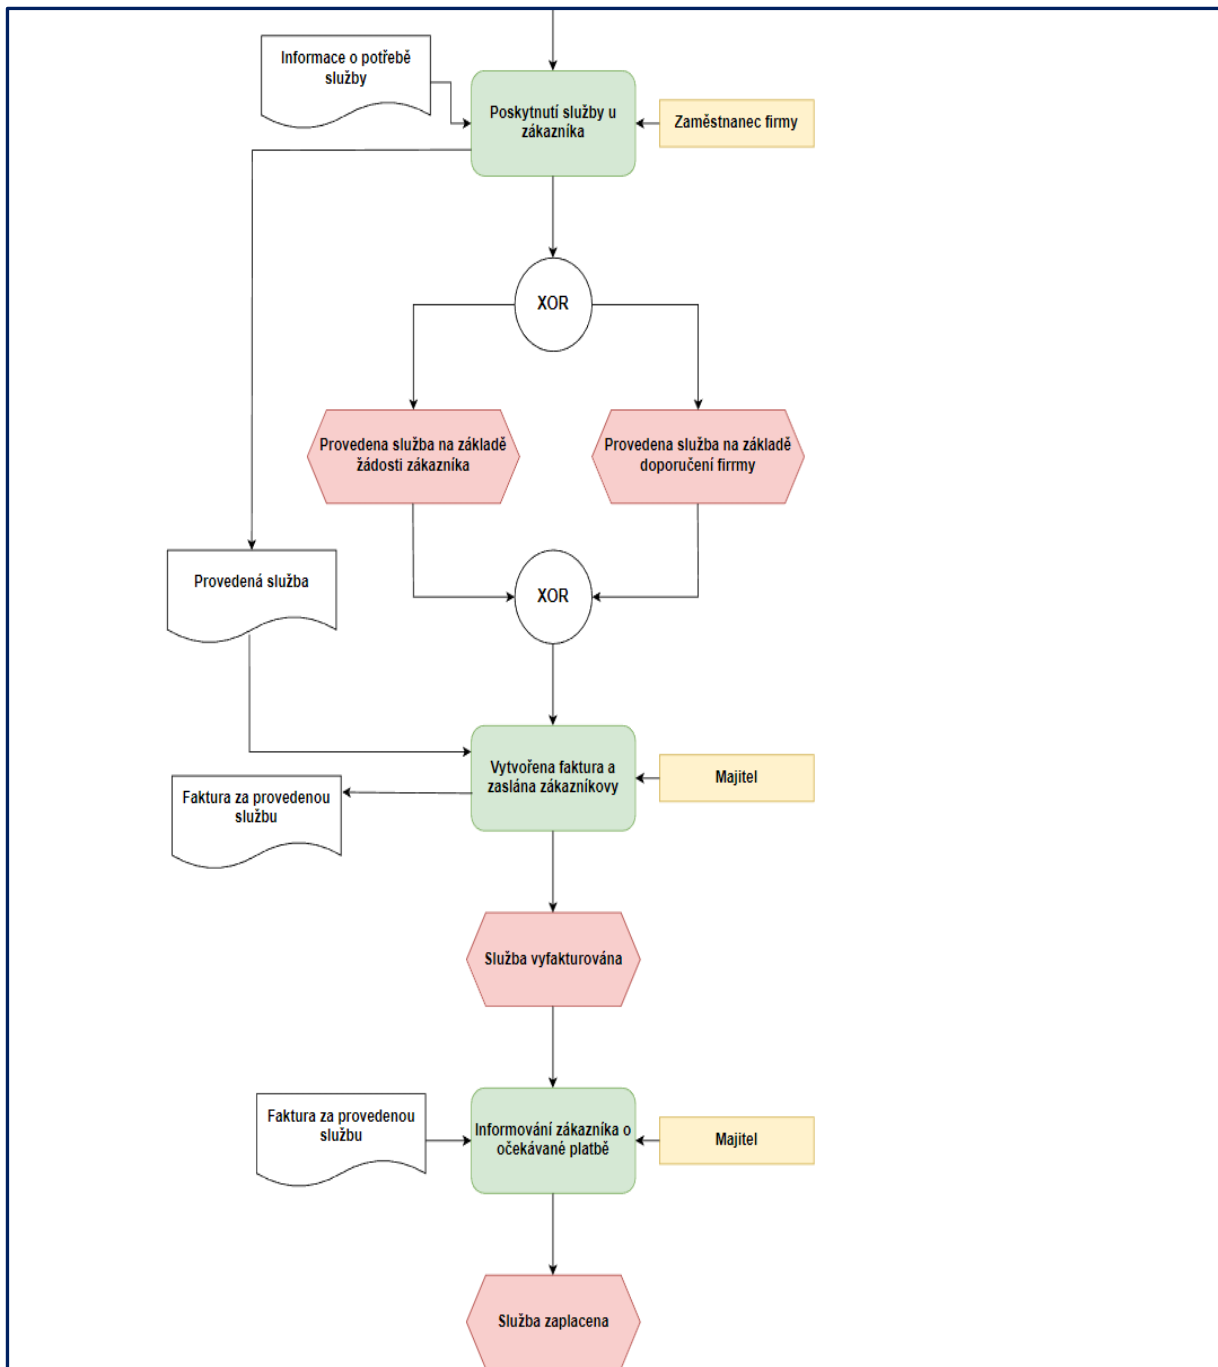 Informace o potřebě
služby
Poskytnutí služby u
zákazníka
Zaměstnanec firmy
XOR
Provedena služba na základě
žádosti zákazníka
Provedena služba na základě
doporučení firrmy
Provedená služba
XOR
Vytvořena faktura a
zaslána zákazníkovy
Majitel
Faktura za provedenou
službu
Služba vyfakturována
Faktura za provedenou
službu
Informování zákazníka o
očekávané platbě
Majitel
Služba zaplacena